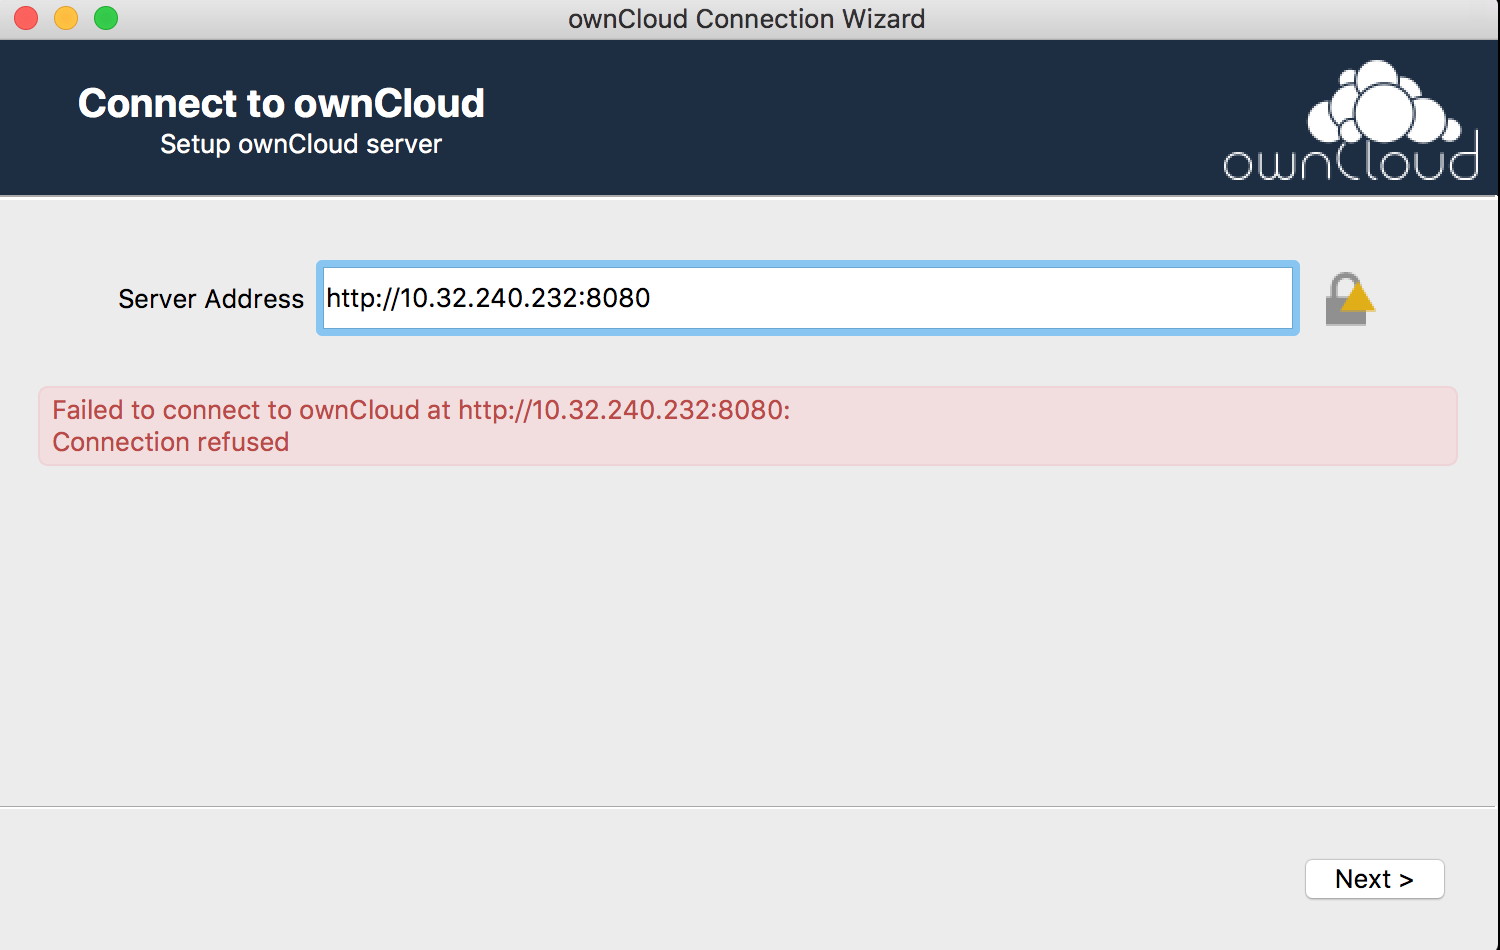 ownCloud Connection Wizard
Connect to ownCloud
Setup ownCloud server
ownCloud
Server Address http://10.32.240.232:8080
Failed to connect to ownCloud at http://10.32.240.232:8080:
Connection refused
Next >